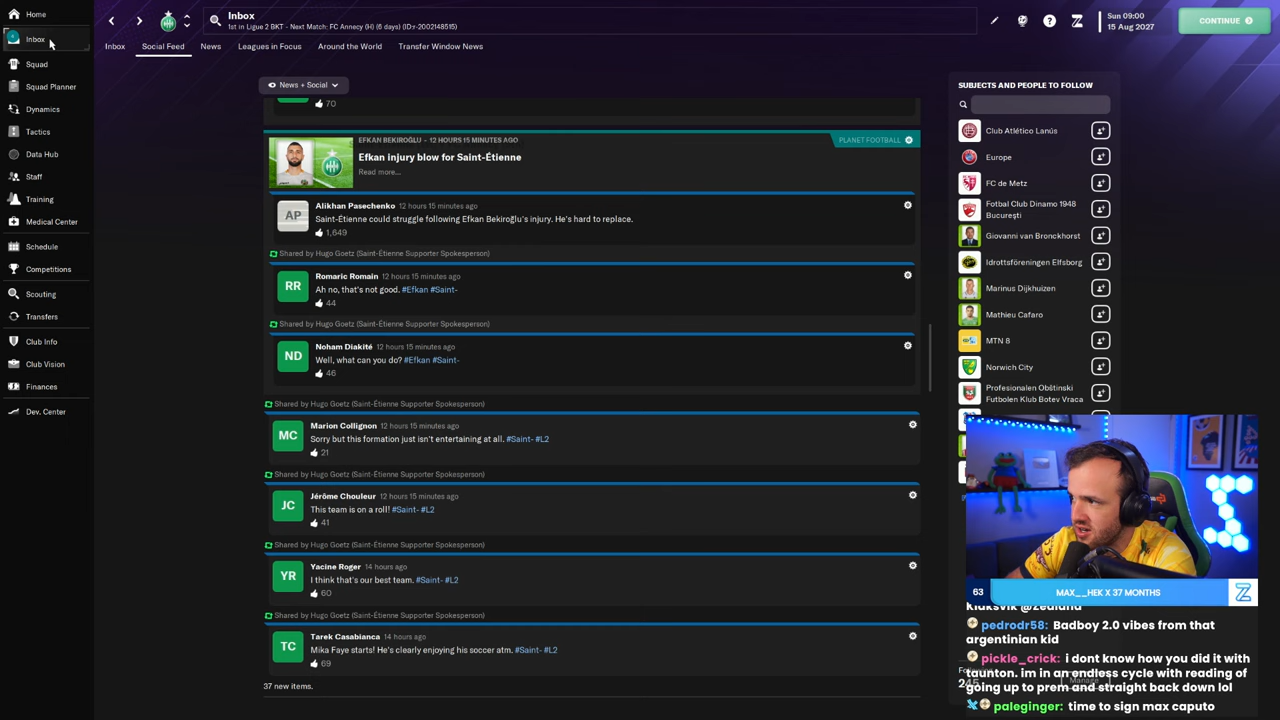 Home
Inbox
Squad
Squad Planner
Dynamics
Tactics
Data Hub
Staff
Training
Medical Center
Schedule
Competitions
Scouting
Transfers
Club Info
Club Vision
Finances
Dev. Center
Inbox
1st in Ligue 2 BKT - Next Match: FC Annecy (H) (6 days) (ID:r-2002148515)
Sun 09:00
15 Aug 2027
CONTINUE
Inbox
Social Feed
News
Leagues in Focus
Around the World
Transfer Window News
News + Social
70
EFKAN BEKIROĞLU - 12 HOURS 15 MINUTES AGO
PLANET FOOTBALL
Efkan injury blow for Saint-Étienne
Read more...
AP
Alikhan Pasechenko 12 hours 15 minutes ago
Saint-Étienne could struggle following Efkan Bekiroğlu's injury. He's hard to replace.
1,649
Shared by Hugo Goetz (Saint-Étienne Supporter Spokesperson)
RR
Romaric Romain 12 hours 15 minutes ago
Ah no, that's not good. #Efkan #Saint-
44
Shared by Hugo Goetz (Saint-Étienne Supporter Spokesperson)
ND
Noham Diakité 12 hours 15 minutes ago
Well, what can you do? #Efkan #Saint-
46
Shared by Hugo Goetz (Saint-Étienne Supporter Spokesperson)
MC
Marion Collignon 12 hours 15 minutes ago
Sorry but this formation just isn't entertaining at all. #Saint- #L2
21
Shared by Hugo Goetz (Saint-Étienne Supporter Spokesperson)
JC
Jérôme Chouleur 12 hours 15 minutes ago
This team is on a roll! #Saint- #L2
41
Shared by Hugo Goetz (Saint-Étienne Supporter Spokesperson)
YR
Yacine Roger 14 hours ago
I think that's our best team. #Saint- #L2
60
Shared by Hugo Goetz (Saint-Étienne Supporter Spokesperson)
TC
Tarek Casabianca 14 hours ago
Mika Faye starts! He's clearly enjoying his soccer atm. #Saint- #L2
69
37 new items.
SUBJECTS AND PEOPLE TO FOLLOW
Club Atlético Lanús
Europe
FC de Metz
Fotbal Club Dinamo 1948
Bucureşti
Giovanni van Bronckhorst
Idrottsföreningen Elfsborg
Marinus Dijkhuizen
Mathieu Cafaro
MTN 8
Norwich City
Profesionalen Obštinski
Futbolen Klub Botev Vraca
63
MAX__HEK X 37 MONTHS
Klaksvik @Zealand
pedrodr58: Badboy 2.0 vibes from that
argentinian kid
pickle_crick: i dont know how you did it with
taunton. im in an endless cycle with reading of
going up to prem and straight back down lol
Manage
245
paleginger: time to sign max caputo